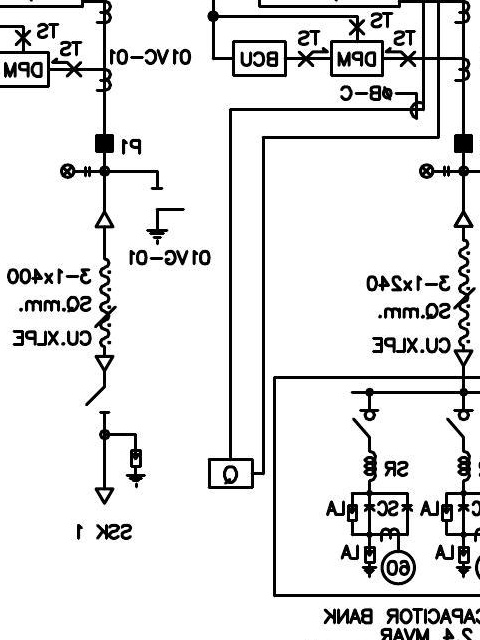 TS
TS
TS
TS
TS
DPM
01VC-01
BCU
DPM
ØB-C
P1
01VG-01
3-1x400
SQ.mm.
CU.XLPE
3-1x240
SQ.mm.
CU.XLPE
Q
SR
LA
SC
LA
LA
LA
60
SSK 1
CAPACITOR BANK
2.4 MVAR